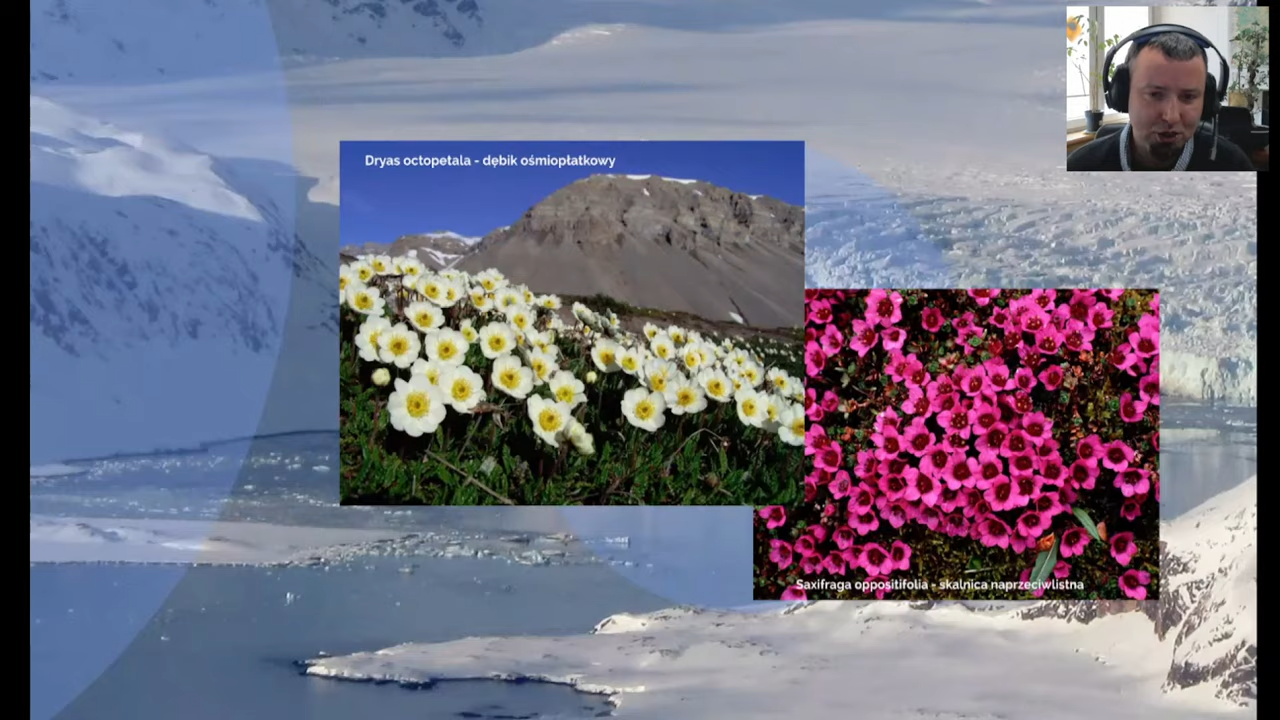 Dryas octopetala - dębik ośmiopłatkowy
Saxifraga oppositifolia - skalnica naprzeciwlistna